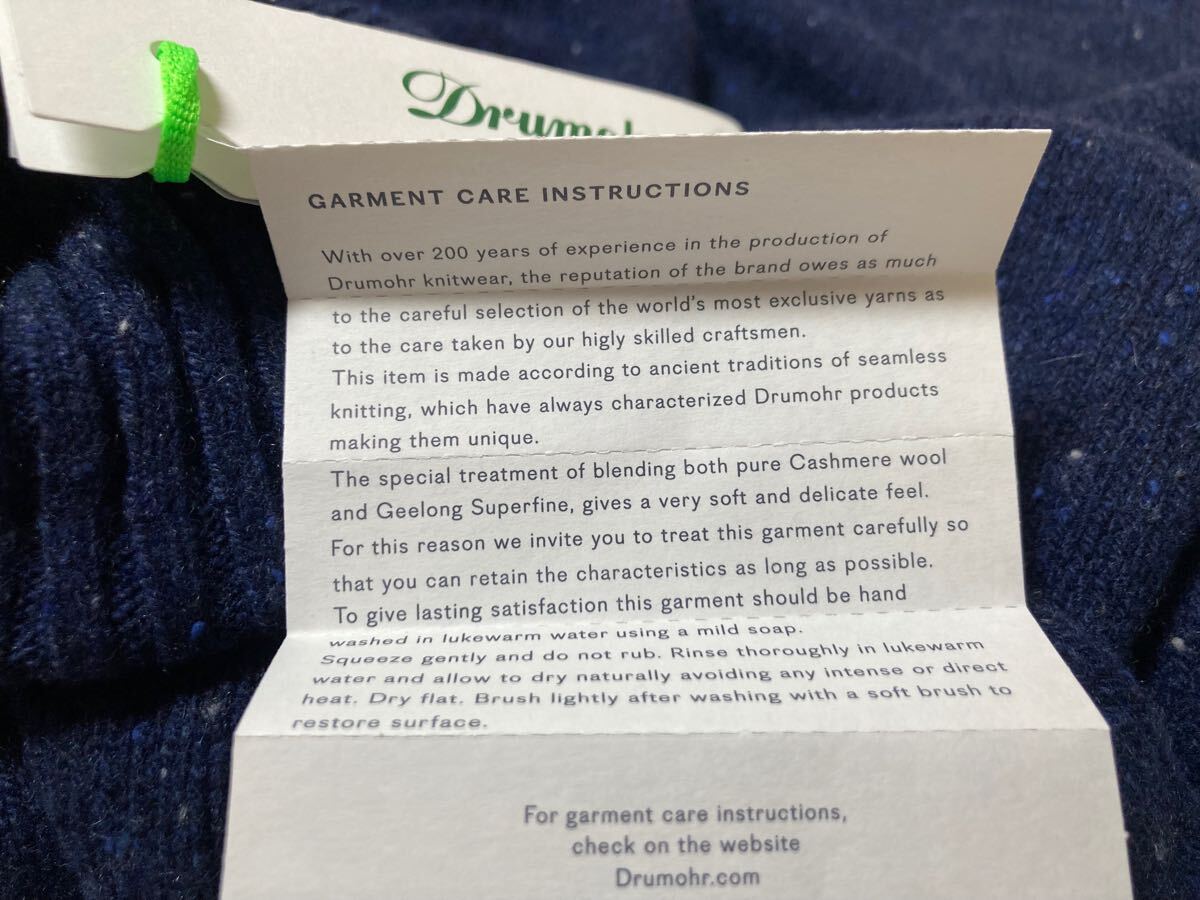 GARMENT CARE INSTRUCTIONS
With over 200 years of experience in the production of
Drumohr knitwear, the reputation of the brand owes as much
to the careful selection of the world's most exclusive yarns as
to the care taken by our higly skilled craftsmen.
This item is made according to ancient traditions of seamless
knitting, which have always characterized Drumohr products
making them unique.
The special treatment of blending both pure Cashmere wool
and Geelong Superfine, gives a very soft and delicate feel.
For this reason we invite you to treat this garment carefully so
that you can retain the characteristics as long as possible.
To give lasting satisfaction this garment should be hand
washed in lukewarm water using a mild soap.
Squeeze gently and do not rub. Rinse thoroughly in lukewarm
water and allow to dry naturally avoiding any intense or direct
heat. Dry flat. Brush lightly after washing with a soft brush to
restore surface.
For garment care instructions,
check on the website
Drumohr.com